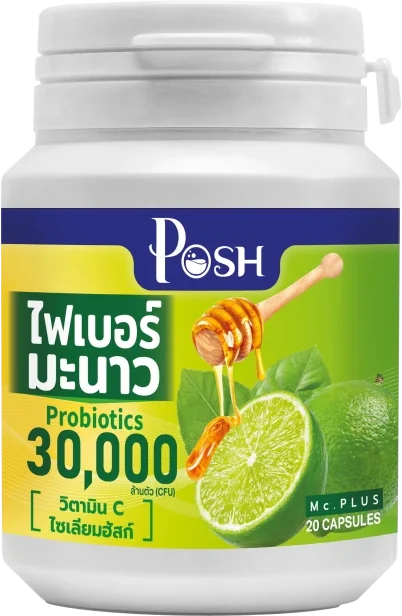 POSH
ไฟเบอร์
มะนาว
Probiotics
30,000
ล้านตัว (CFU)
วิตามิน C
ไซเลียมฮัสก์
Mc.PLUS
20 CAPSULES